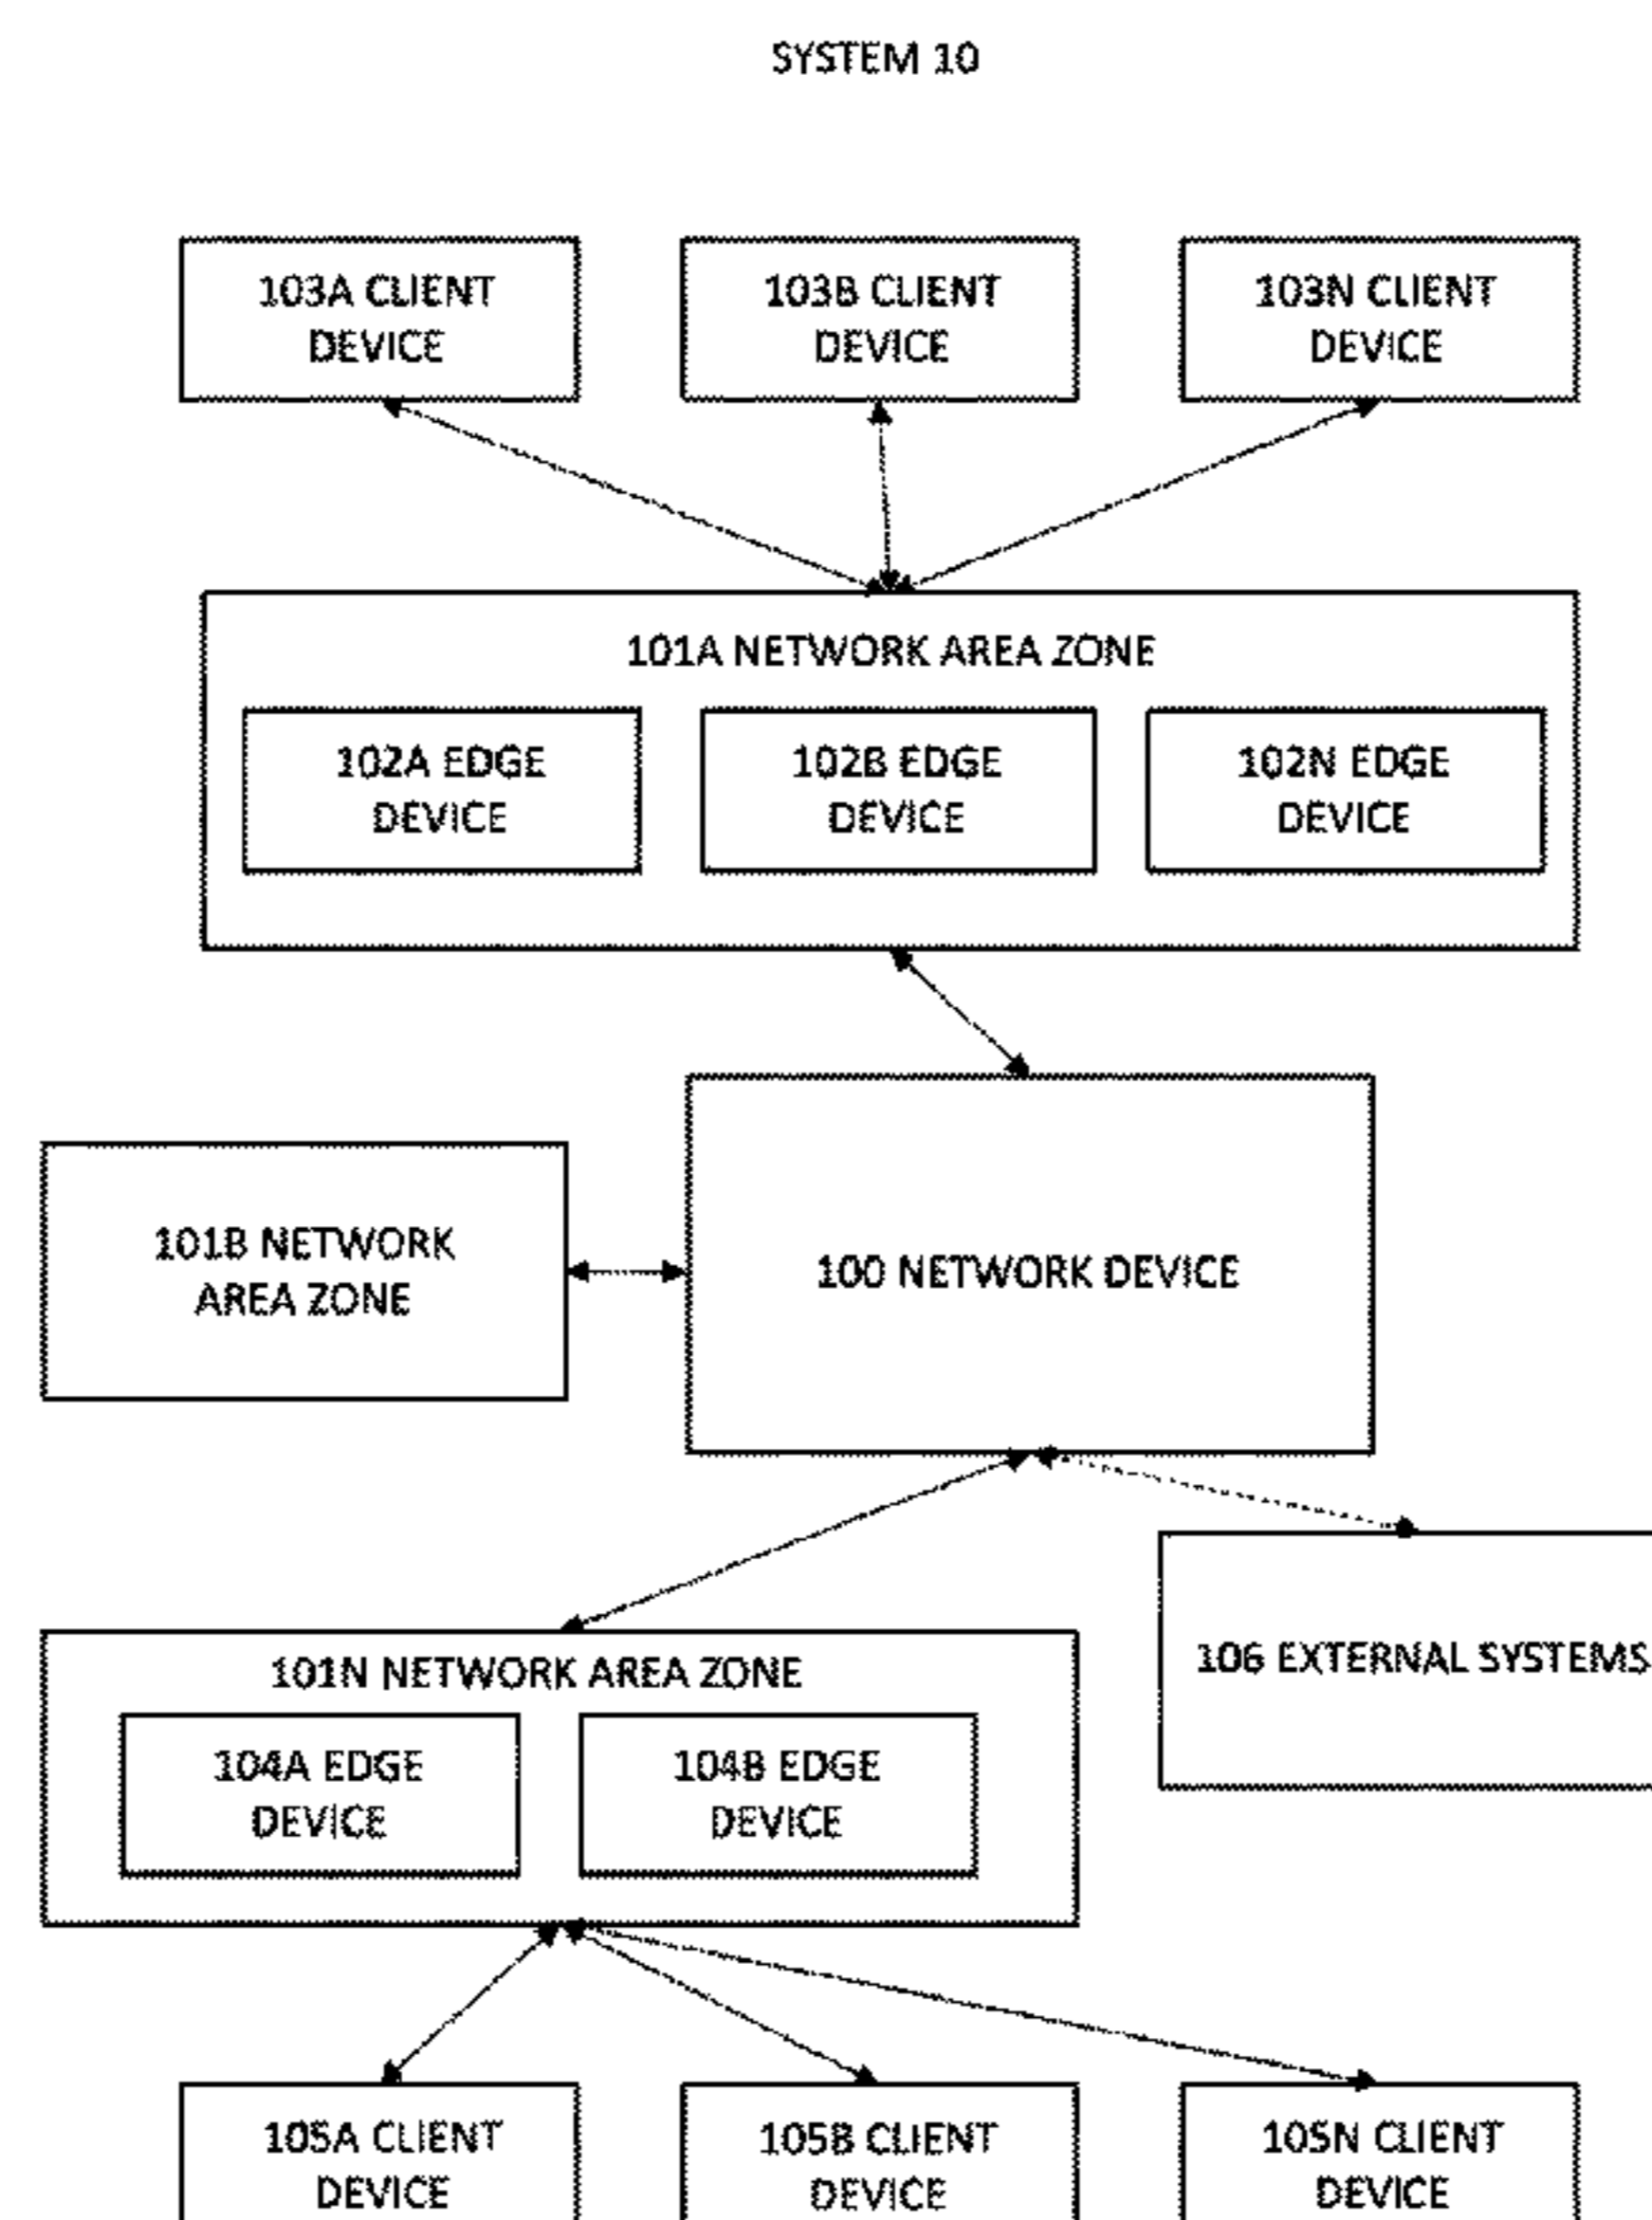 SYSTEM 10
103A CLIENT
DEVICE
103B CLIENT
DEVICE
103N CLIENT
DEVICE
101A NETWORK AREA ZONE
102A EDGE
DEVICE
102B EDGE
DEVICE
102N EDGE
DEVICE
101B NETWORK
AREA ZONE
100 NETWORK DEVICE
101N NETWORK AREA ZONE
104A EDGE
DEVICE
104B EDGE
DEVICE
106 EXTERNAL SYSTEMS
105A CLIENT
DEVICE
105B CLIENT
DEVICE
105N CLIENT
DEVICE